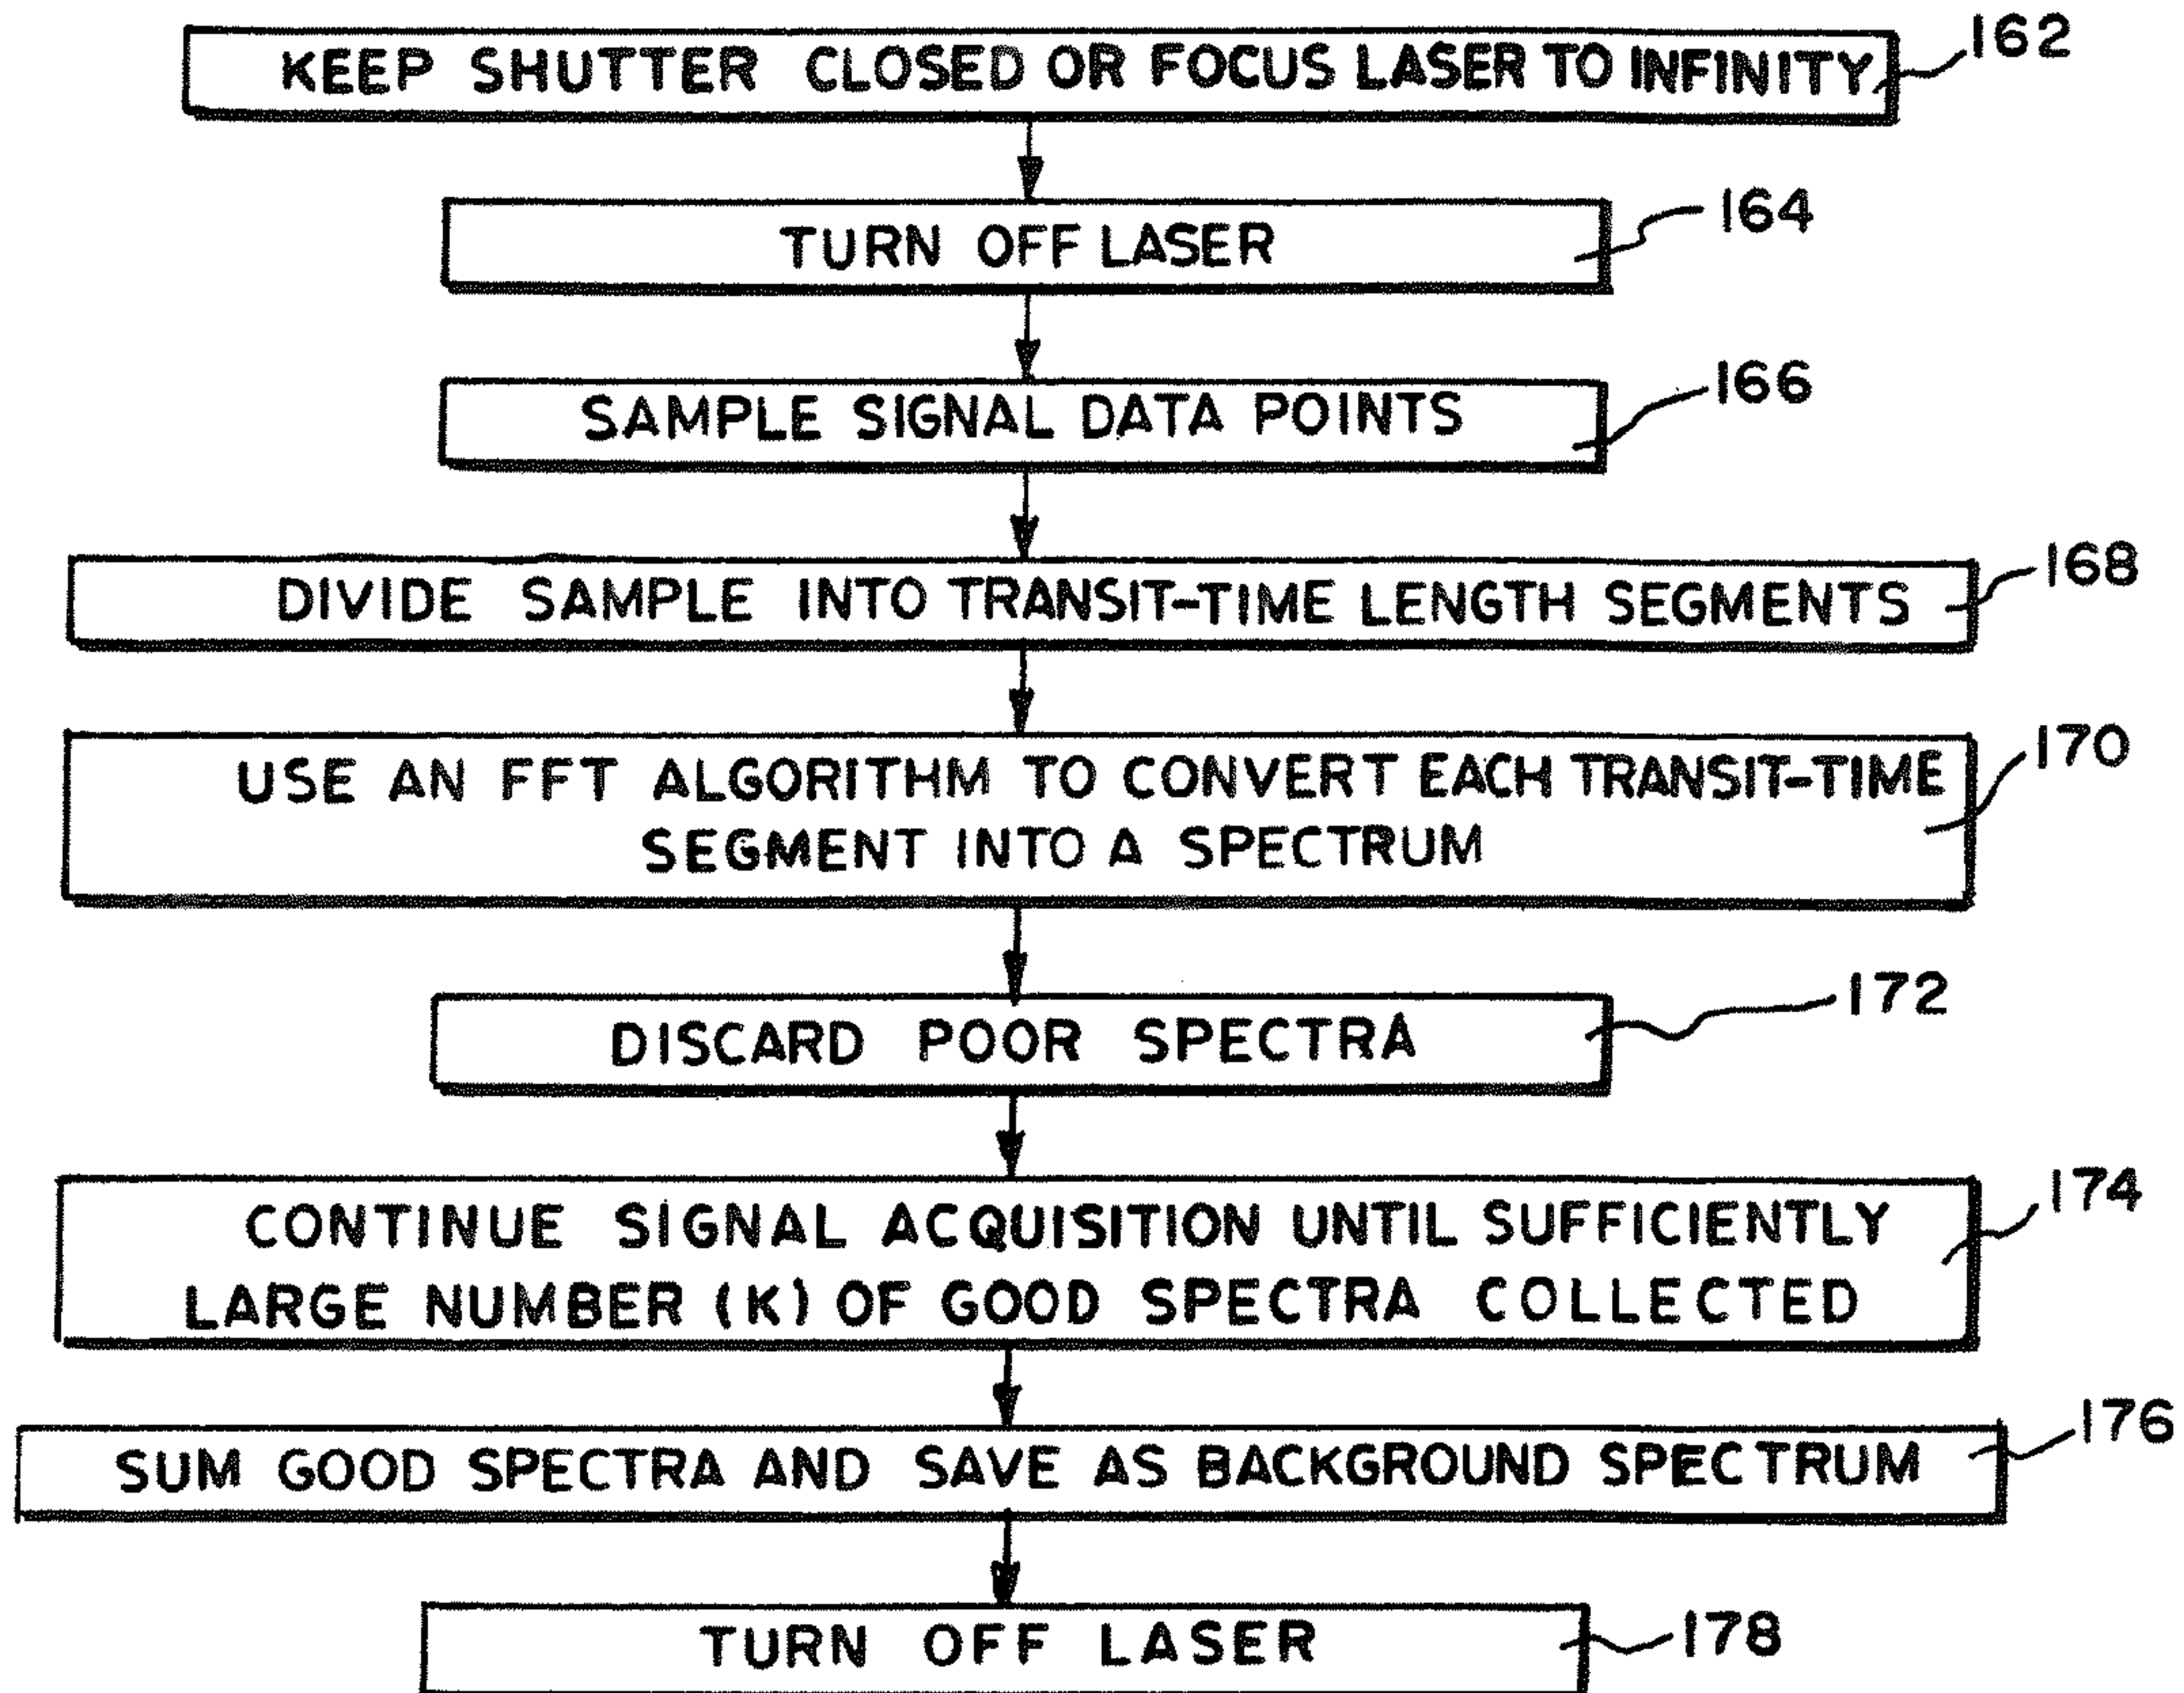 KEEP SHUTTER CLOSED OR FOCUS LASER TO INFINITY
162
TURN OFF LASER
164
SAMPLE SIGNAL DATA POINTS
166
DIVIDE SAMPLE INTO TRANSIT-TIME LENGTH SEGMENTS
168
USE AN FFT ALGORITHM TO CONVERT EACH TRANSIT-TIME
SEGMENT INTO A SPECTRUM
170
DISCARD POOR SPECTRA
172
CONTINUE SIGNAL ACQUISITION UNTIL SUFFICIENTLY
LARGE NUMBER (K) OF GOOD SPECTRA COLLECTED
174
SUM GOOD SPECTRA AND SAVE AS BACKGROUND SPECTRUM
176
TURN OFF LASER
178